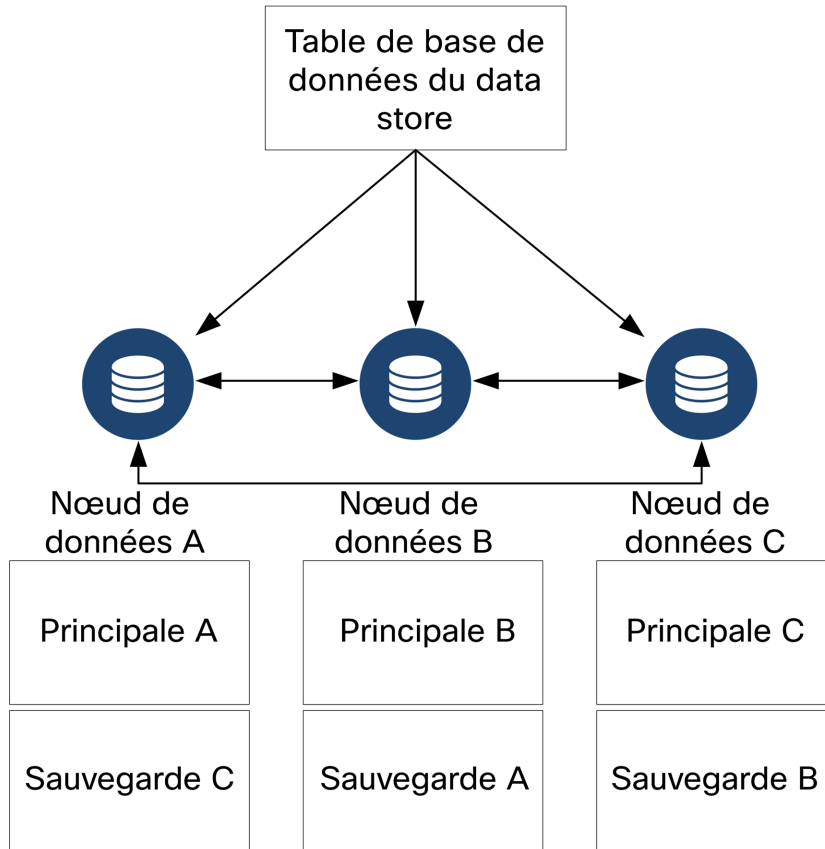 Table de base de
données du data
store
Nœud de
données A
Nœud de
données B
Nœud de
données C
Principale A
Principale B
Principale C
Sauvegarde C
Sauvegarde A
Sauvegarde B